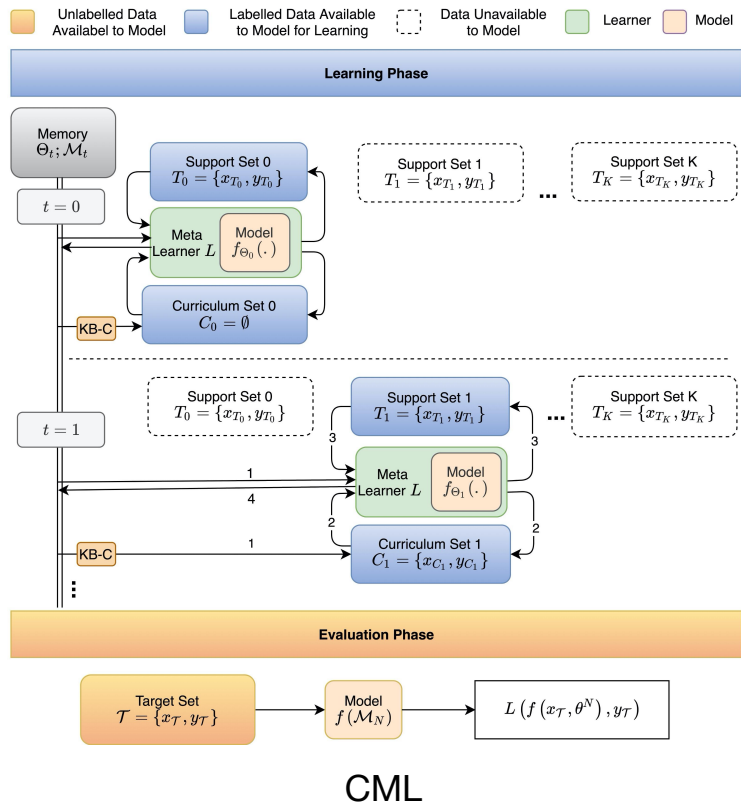 Unlabelled Data
Availabel to Model
Labelled Data Available
to Model for Learning
Data Unavailable
to Model
Learner
Model
Learning Phase
Memory
Θ_t; ℳ_t
t = 0
Support Set 0
T_0 = {x_{T_0}, y_{T_0}}
Support Set 1
T_1 = {x_{T_1}, y_{T_1}}
...
Support Set K
T_K = {x_{T_K}, y_{T_K}}
Meta
Learner L
Model
f_{Θ_0}(.)
KB-C
Curriculum Set 0
C_0 = ∅
t = 1
Support Set 0
T_0 = {x_{T_0}, y_{T_0}}
Support Set 1
T_1 = {x_{T_1}, y_{T_1}}
...
Support Set K
T_K = {x_{T_K}, y_{T_K}}
3
3
1
4
Meta
Learner L
Model
f_{Θ_1}(.)
2
2
KB-C
1
Curriculum Set 1
C_1 = {x_{C_1}, y_{C_1}}
...
Evaluation Phase
Target Set
𝒯 = {x_𝒯, y_𝒯}
Model
f(ℳ_N)
L(f(x_𝒯, θ^N), y_𝒯)
CML